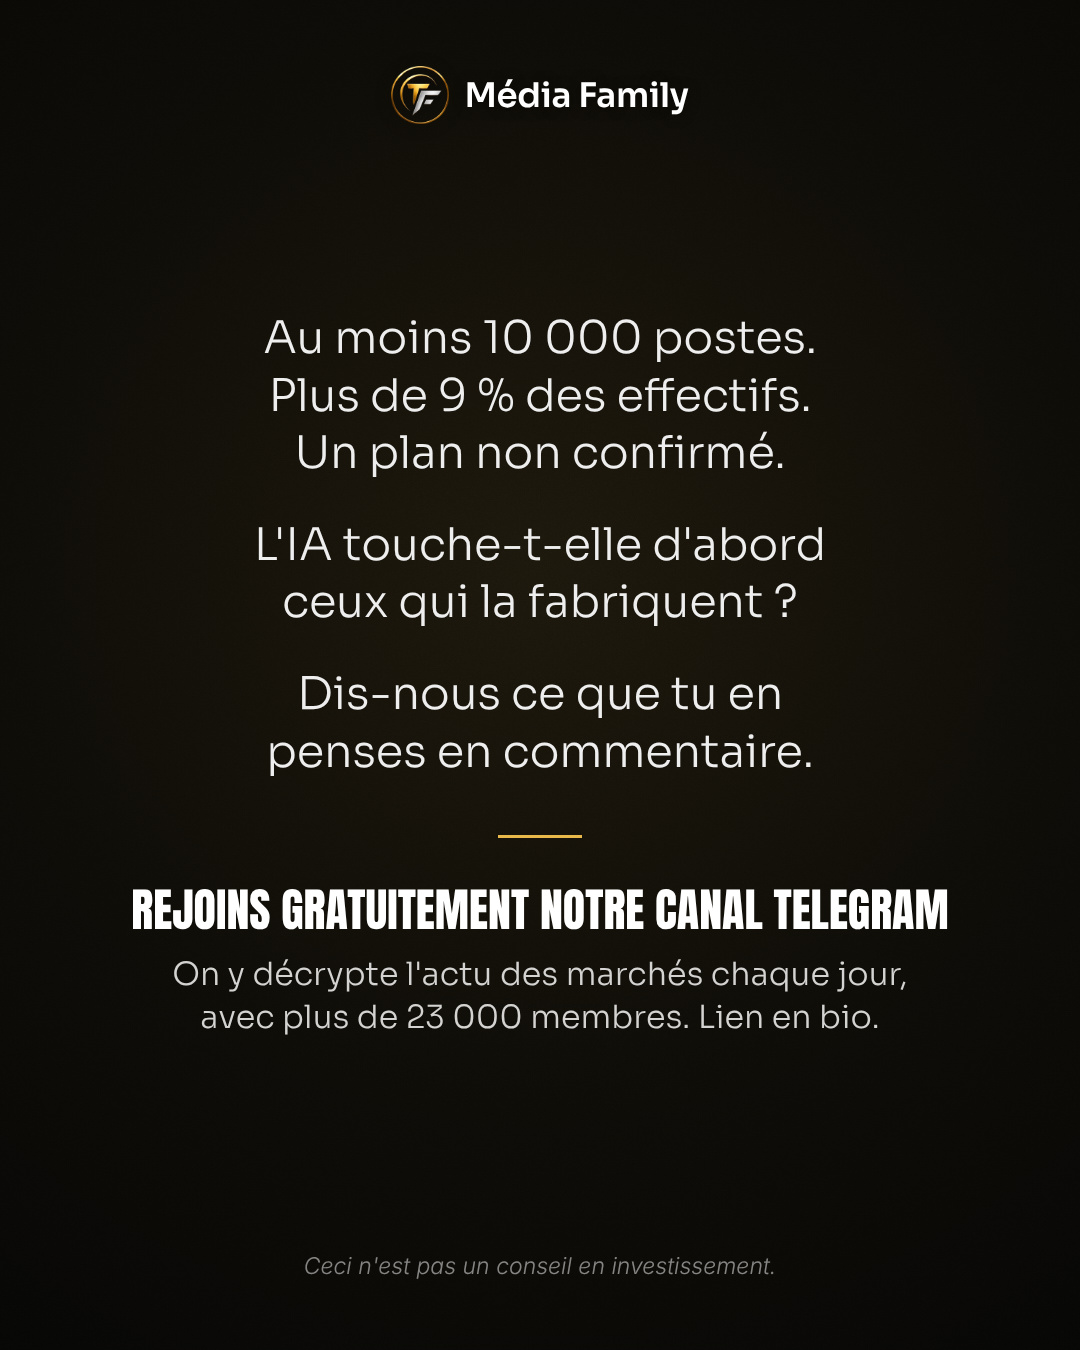 TF Média Family
Au moins 10 000 postes.
Plus de 9 % des effectifs.
Un plan non confirmé.
L'IA touche-t-elle d'abord
ceux qui la fabriquent ?
Dis-nous ce que tu en
penses en commentaire.
REJOINS GRATUITEMENT NOTRE CANAL TELEGRAM
On y décrypte l'actu des marchés chaque jour,
avec plus de 23 000 membres. Lien en bio.
Ceci n'est pas un conseil en investissement.